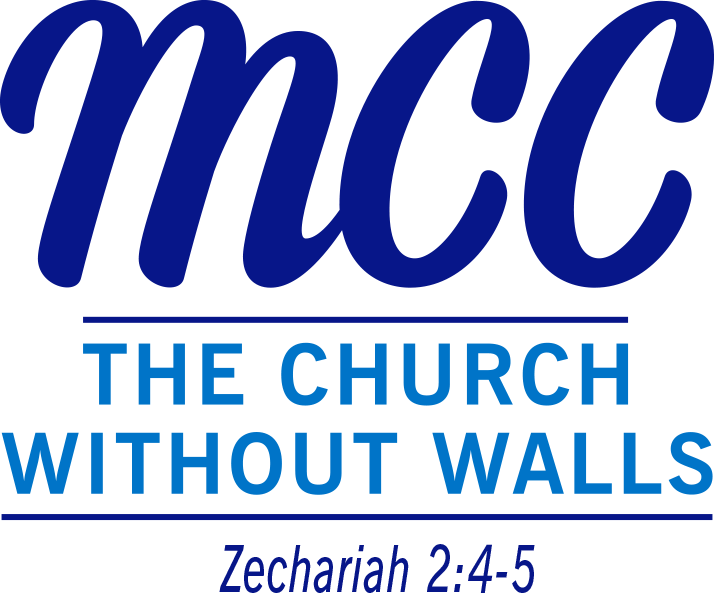 mcc
THE CHURCH
WITHOUT WALLS
Zechariah 2:4-5